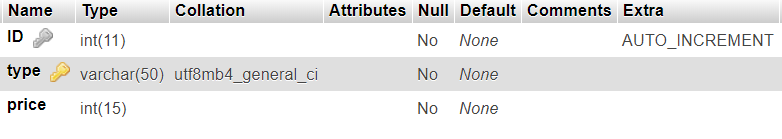 Name Type Collation Attributes Null Default Comments Extra
ID int(11) No None AUTO_INCREMENT
type varchar(50) utf8mb4_general_ci No None
price int(15) No None